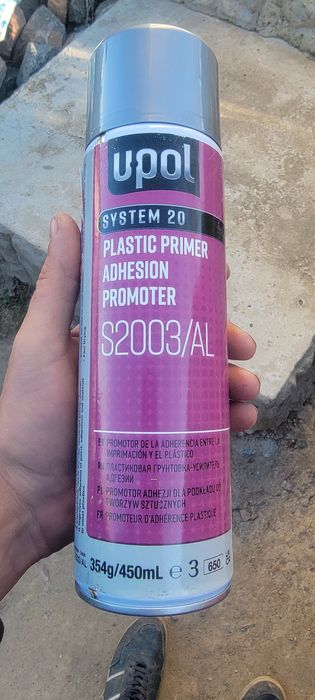 upol
SYSTEM 20
PLASTIC PRIMER
ADHESION
PROMOTER
S2003/AL
ES PROMOTOR DE LA ADHERENCIA ENTRE LA
IMPRIMACIÓN Y EL PLÁSTICO
RU ПЛАСТИКОВАЯ ГРУНТОВКА-УСИЛИТЕЛЬ
АДГЕЗИИ
PL PROMOTOR ADHEZJI DLA PODKŁADU DO
TWORZYW SZTUCZNYCH
FR PROMOTEUR D'ADHÉRENCE PLASTIQUE
354g/450mL e 3 650